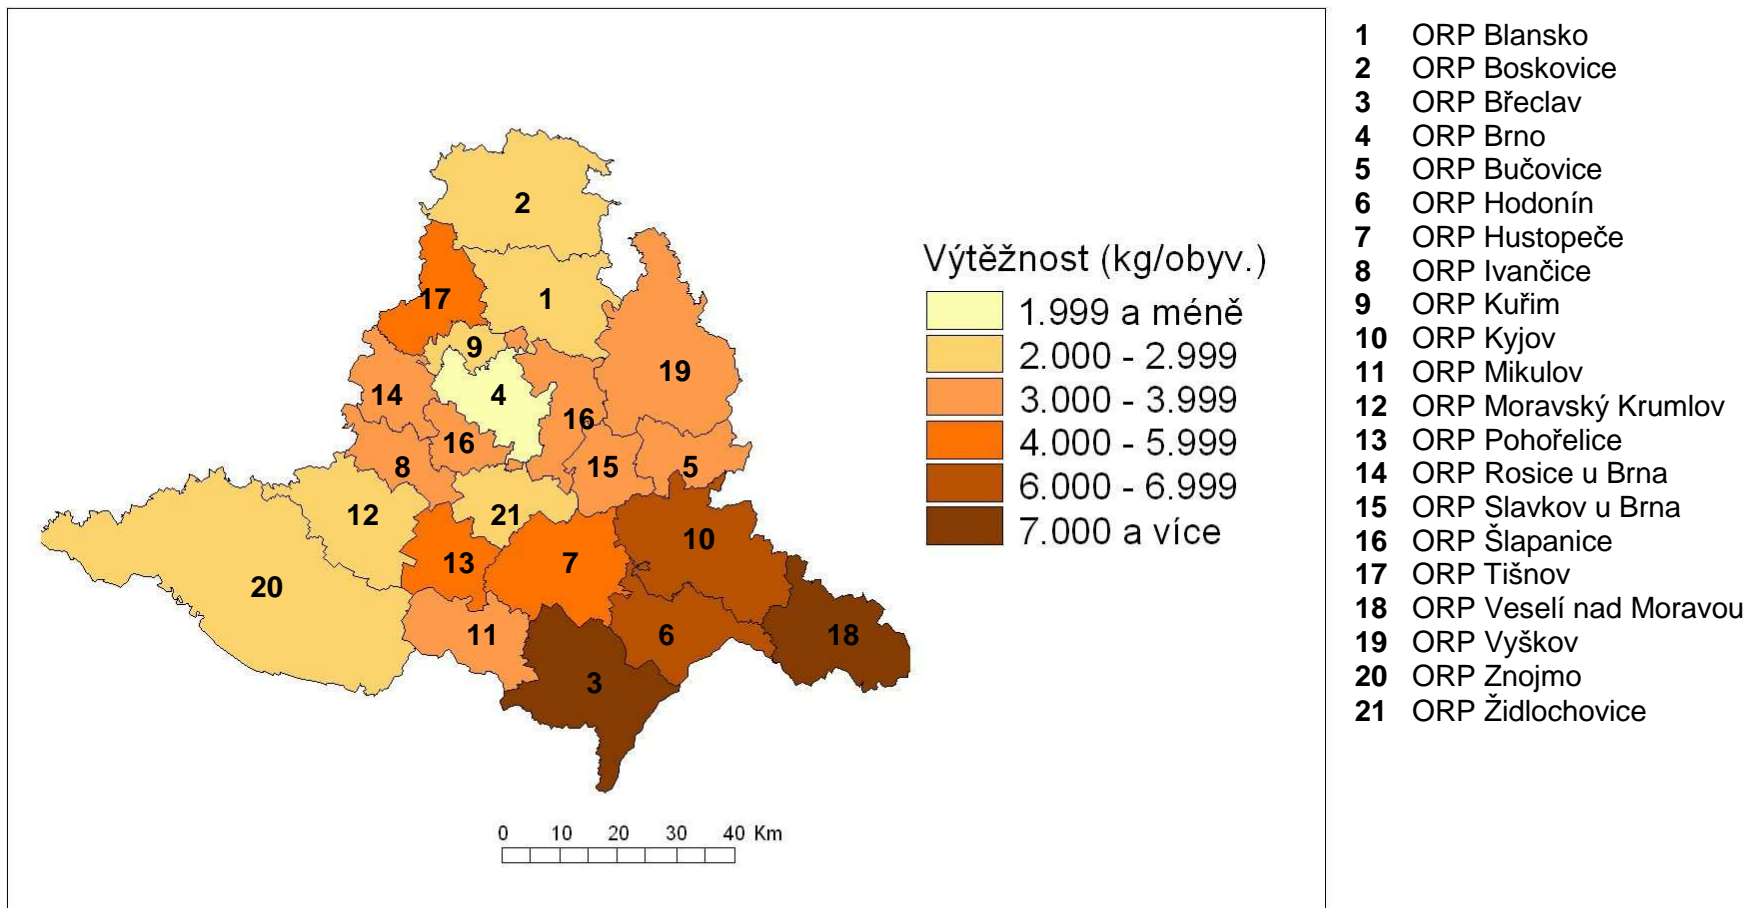 2
17
1
9
19
14
4
16
16
8
15
5
12
21
10
13
7
20
11
6
18
3
0 10 20 30 40 Km
Výtěžnost (kg/obyv.)
1.999 a méně
2.000 - 2.999
3.000 - 3.999
4.000 - 5.999
6.000 - 6.999
7.000 a více
1 ORP Blansko
2 ORP Boskovice
3 ORP Břeclav
4 ORP Brno
5 ORP Bučovice
6 ORP Hodonín
7 ORP Hustopeče
8 ORP Ivančice
9 ORP Kuřim
10 ORP Kyjov
11 ORP Mikulov
12 ORP Moravský Krumlov
13 ORP Pohořelice
14 ORP Rosice u Brna
15 ORP Slavkov u Brna
16 ORP Šlapanice
17 ORP Tišnov
18 ORP Veselí nad Moravou
19 ORP Vyškov
20 ORP Znojmo
21 ORP Židlochovice